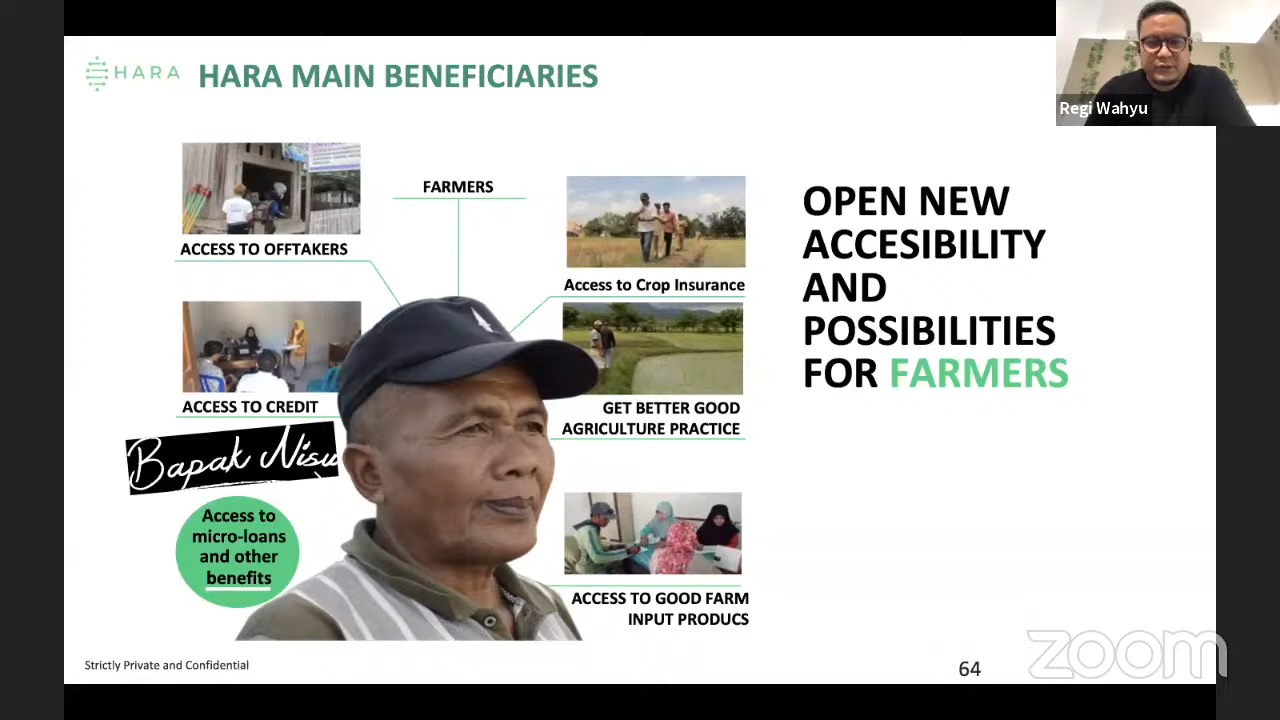 HARA
HARA MAIN BENEFICIARIES
Regi Wahyu
FARMERS
ACCESS TO OFFTAKERS
Access to Crop Insurance
ACCESS TO CREDIT
GET BETTER GOOD
AGRICULTURE PRACTICE
Bapak Nisu
Access to
micro-loans
and other
benefits
ACCESS TO GOOD FARM
INPUT PRODUCS
OPEN NEW
ACCESIBILITY
AND
POSSIBILITIES
FOR FARMERS
Strictly Private and Confidential
64
zoom